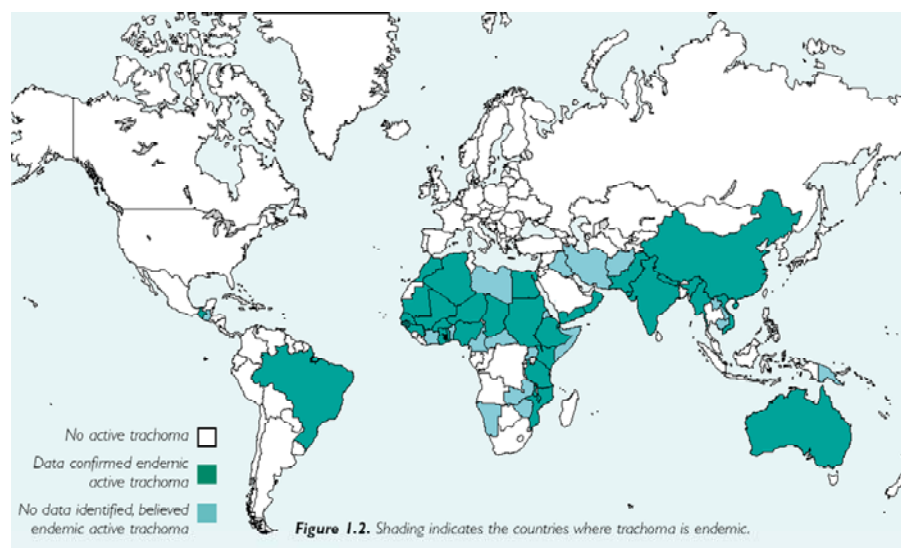 No active trachoma
Data confirmed endemic
active trachoma
No data identified, believed
endemic active trachoma
Figure 1.2. Shading indicates the countries where trachoma is endemic.